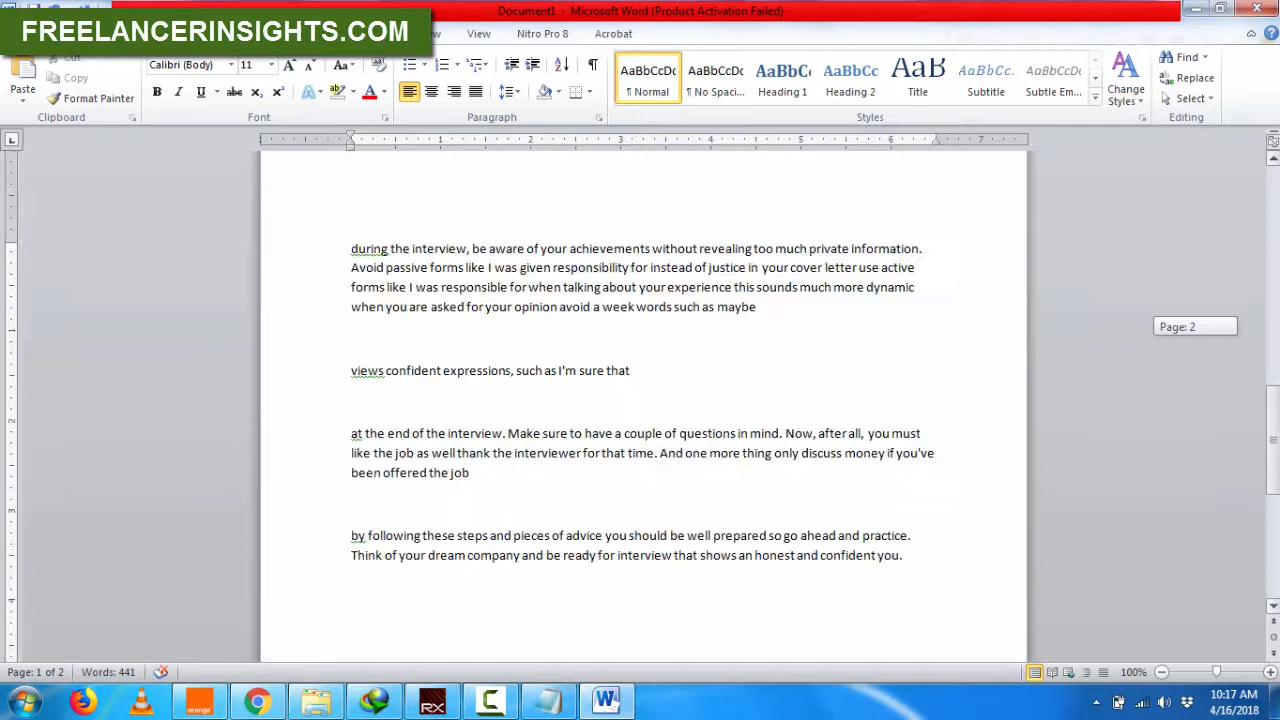 Document1 - Microsoft Word (Product Activation Failed)
FREELANCERINSIGHTS.COM
View Nitro Pro 8 Acrobat
Cut
Copy
Format Painter
Paste
Clipboard
Calibri (Body) 11
Font
Paragraph
AaBbCcDc AaBbCcDc AaBbC AaBbCc AaB AaBbCc. AaBbCcDc
¶ Normal ¶ No Spaci... Heading 1 Heading 2 Title Subtitle Subtle Em...
Change
Styles
Styles
Find
Replace
Select
Editing
1 2 3 4 5 6 7
during the interview, be aware of your achievements without revealing too much private information.
Avoid passive forms like I was given responsibility for instead of justice in your cover letter use active
forms like I was responsible for when talking about your experience this sounds much more dynamic
when you are asked for your opinion avoid a week words such as maybe
Page: 2
views confident expressions, such as I'm sure that
at the end of the interview. Make sure to have a couple of questions in mind. Now, after all, you must
like the job as well thank the interviewer for that time. And one more thing only discuss money if you've
been offered the job
by following these steps and pieces of advice you should be well prepared so go ahead and practice.
Think of your dream company and be ready for interview that shows an honest and confident you.
Page: 1 of 2 Words: 441
100%
10:17 AM
4/16/2018